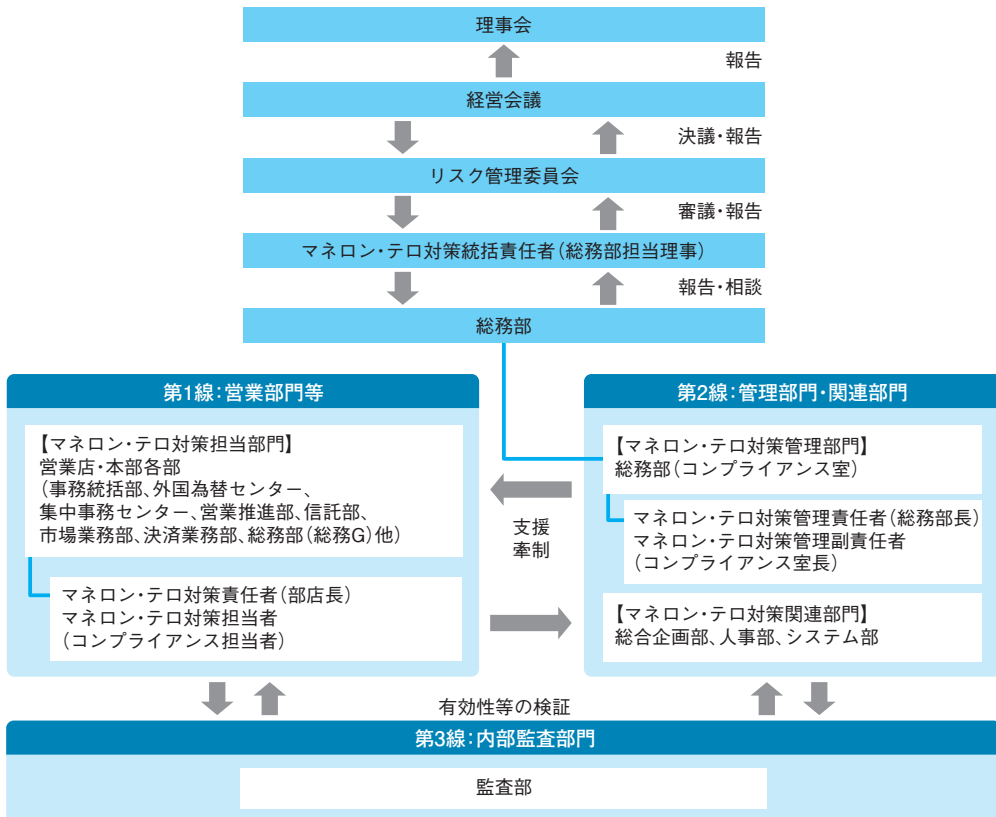 理事会
報告
経営会議
決議・報告
リスク管理委員会
審議・報告
マネロン・テロ対策統括責任者(総務部担当理事)
報告・相談
総務部
第1線:営業部門等
【マネロン・テロ対策担当部門】
営業店・本部各部
(事務統括部、外国為替センター、
集中事務センター、営業推進部、信託部、
市場業務部、決済業務部、総務部(総務G)他)
マネロン・テロ対策責任者(部店長)
マネロン・テロ対策担当者
(コンプライアンス担当者)
支援
牽制
第2線:管理部門・関連部門
【マネロン・テロ対策管理部門】
総務部(コンプライアンス室)
マネロン・テロ対策管理責任者(総務部長)
マネロン・テロ対策管理副責任者
(コンプライアンス室長)
【マネロン・テロ対策関連部門】
総合企画部、人事部、システム部
有効性等の検証
第3線:内部監査部門
監査部